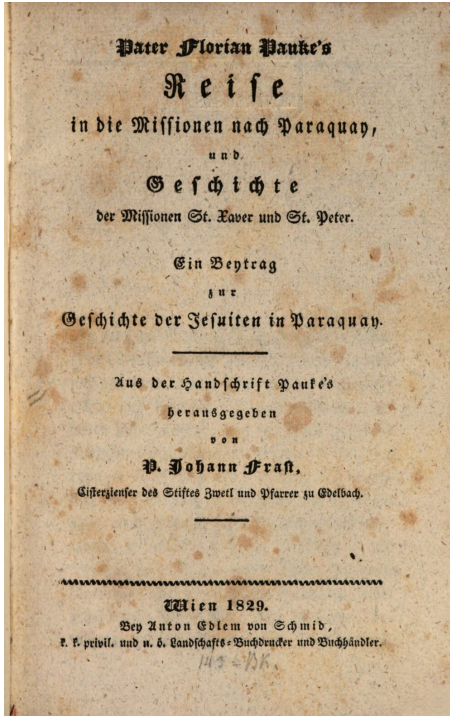 Pater Florian Pauke's
Reise
in die Missionen nach Paraquay,
und
Geschichte
der Missionen St. Xaver und St. Peter.
Ein Beytrag
zur
Geschichte der Jesuiten in Paraquay.
Aus der Handschrift Pauke's
herausgegeben
von
P. Johann Frast,
Cisterzienser des Stiftes Zwetl und Pfarrer zu Edelbach.
Wien 1829.
Bey Anton Edlem von Schmid,
k. k. privil. und n. ö. Landschafts-Buchdrucker und Buchhändler.